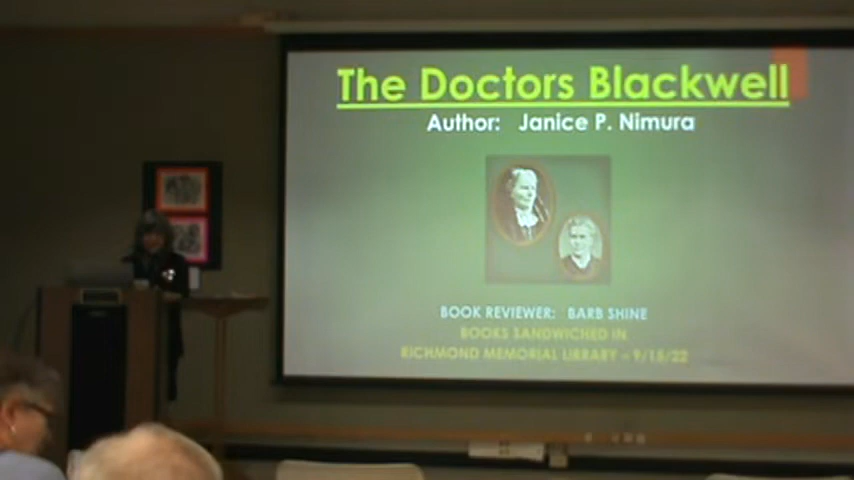 The Doctors Blackwell
Author: Janice P. Nimura
BOOK REVIEWER: BARB SHINE
BOOKS SANDWICHED IN
RICHMOND MEMORIAL LIBRARY – 9/15/22